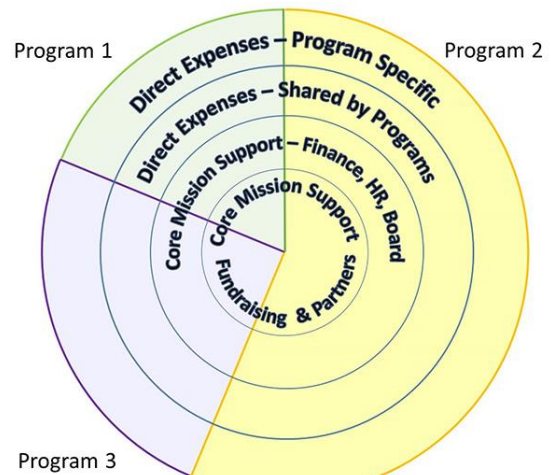 Program 1
Program 2
Direct Expenses – Program Specific
Direct Expenses – Shared by Programs
Core Mission Support – Finance, HR, Board
Core Mission Support
Fundraising & Partners
Program 3